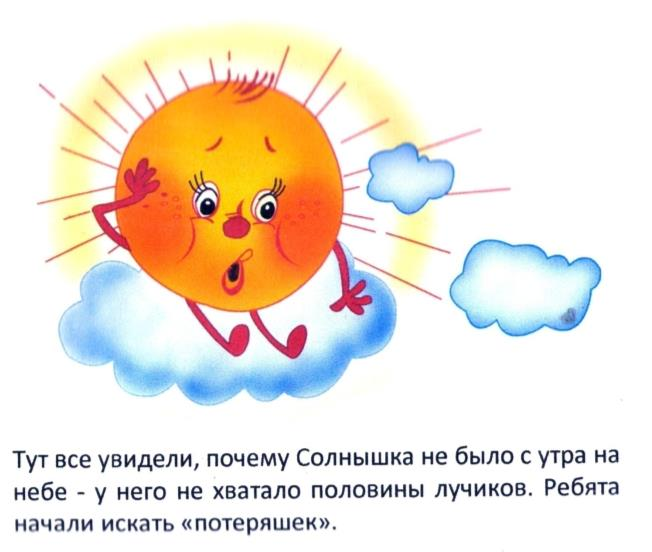 Тут все увидели, почему Солнышка не было с утра на
небе - у него не хватало половины лучиков. Ребята
начали искать «потеряшек».